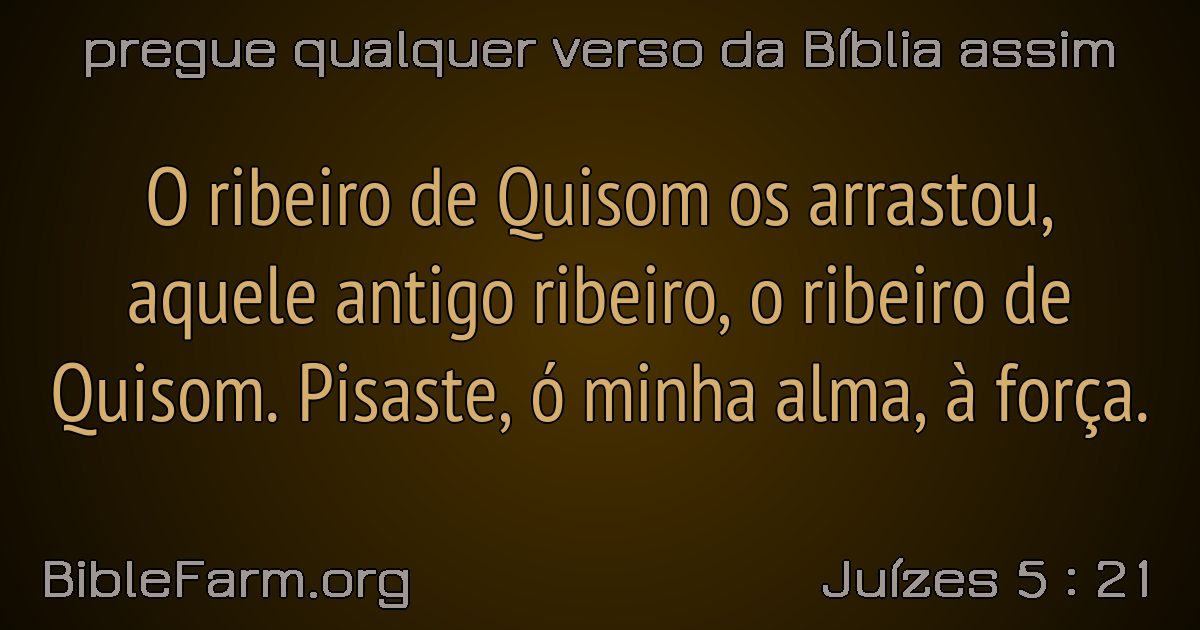 pregue qualquer verso da Bíblia assim
O ribeiro de Quisom os arrastou,
aquele antigo ribeiro, o ribeiro de
Quisom. Pisaste, ó minha alma, à força.
BibleFarm.org
Juízes 5 : 21